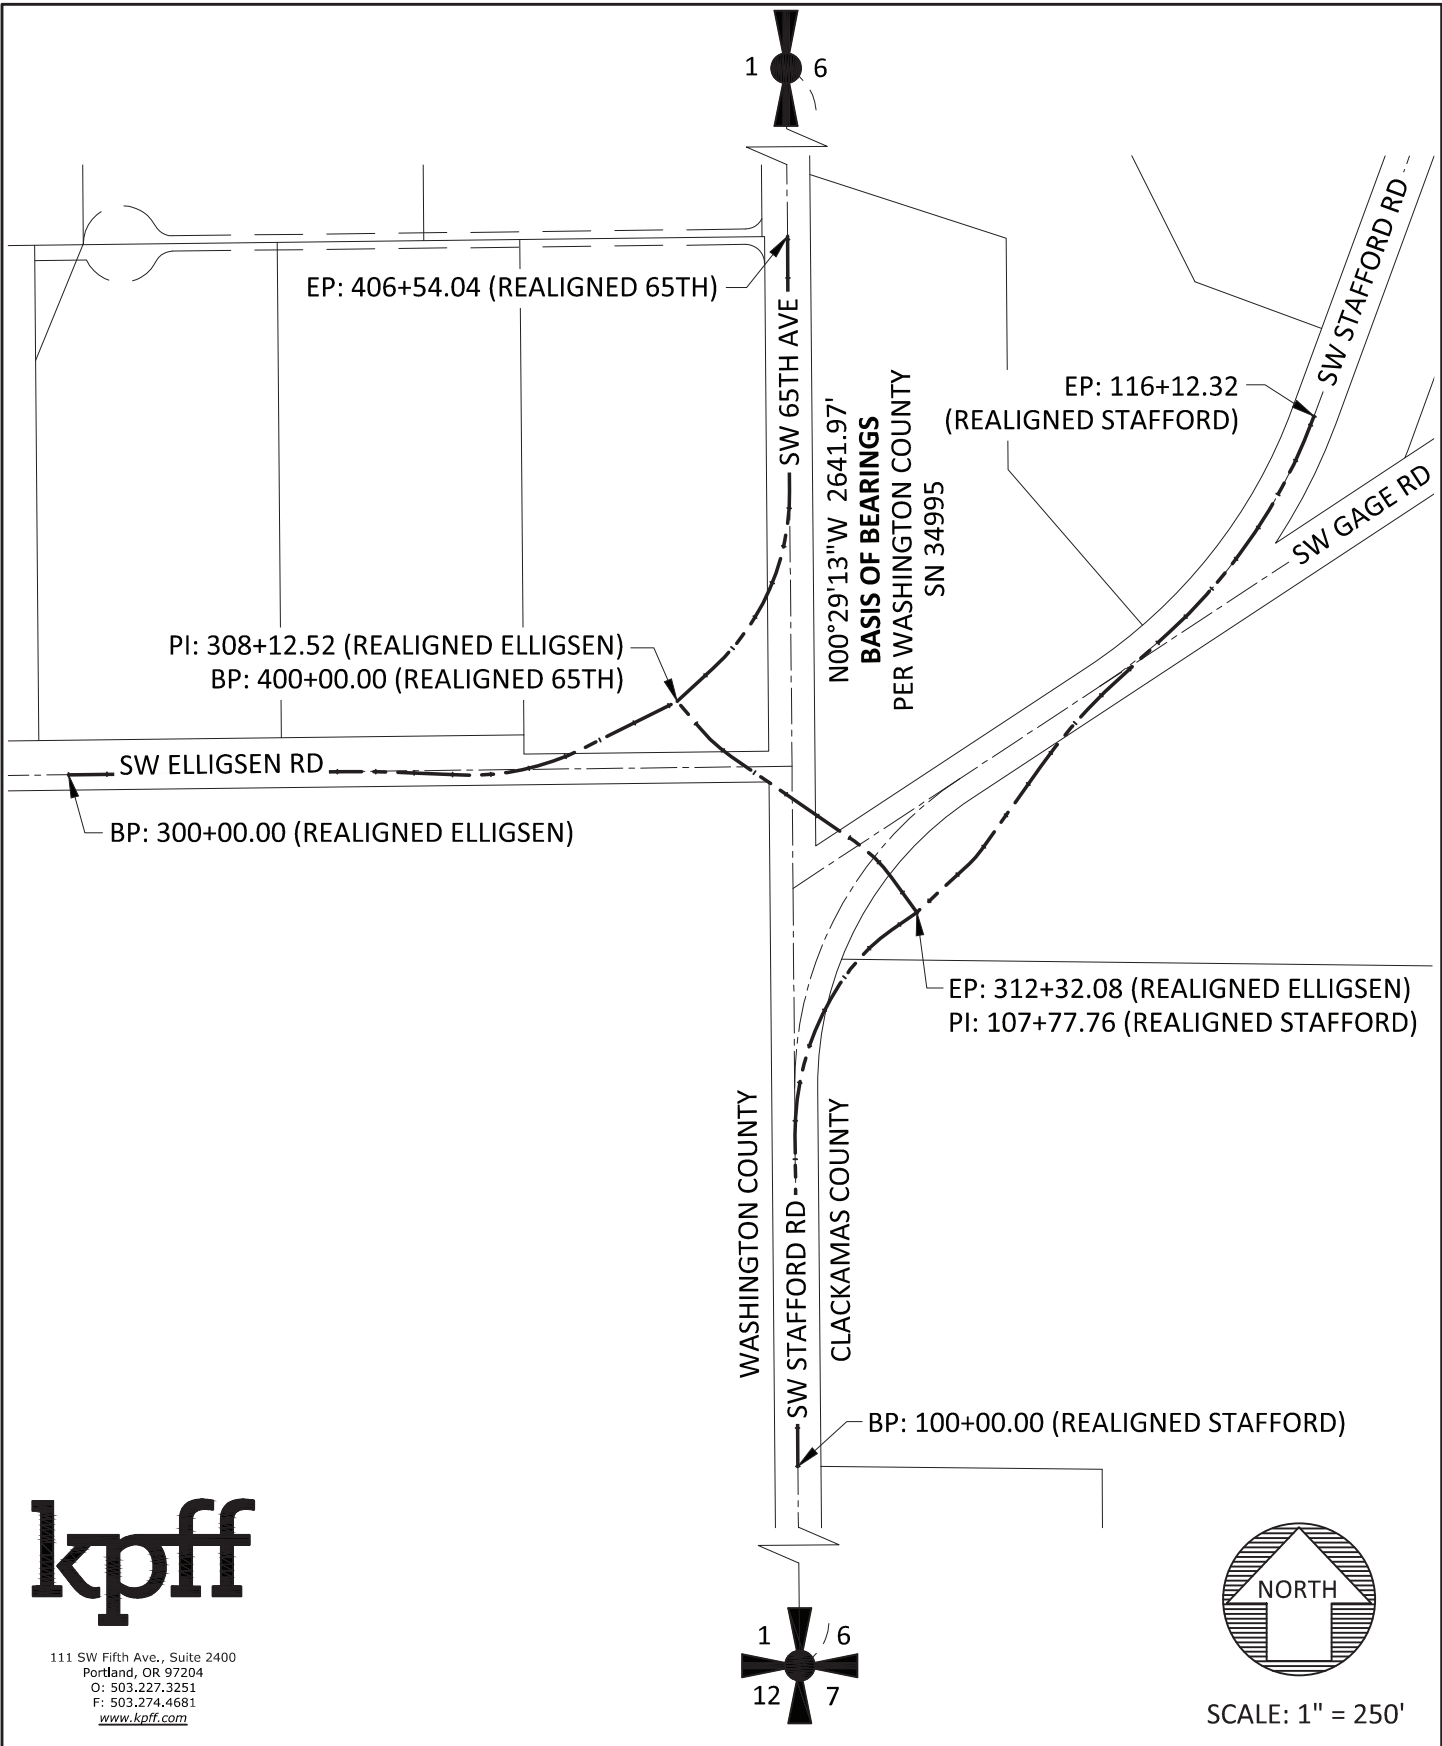 1 6
EP: 406+54.04 (REALIGNED 65TH)
SW 65TH AVE
N00°29'13"W 2641.97'
BASIS OF BEARINGS
PER WASHINGTON COUNTY
SN 34995
SW STAFFORD RD
EP: 116+12.32
(REALIGNED STAFFORD)
SW GAGE RD
PI: 308+12.52 (REALIGNED ELLIGSEN)
BP: 400+00.00 (REALIGNED 65TH)
SW ELLIGSEN RD
BP: 300+00.00 (REALIGNED ELLIGSEN)
EP: 312+32.08 (REALIGNED ELLIGSEN)
PI: 107+77.76 (REALIGNED STAFFORD)
WASHINGTON COUNTY
SW STAFFORD RD
CLACKAMAS COUNTY
BP: 100+00.00 (REALIGNED STAFFORD)
kpff
111 SW Fifth Ave., Suite 2400
Portland, OR 97204
O: 503.227.3251
F: 503.274.4681
www.kpff.com
1 6
12 7
NORTH
SCALE: 1" = 250'